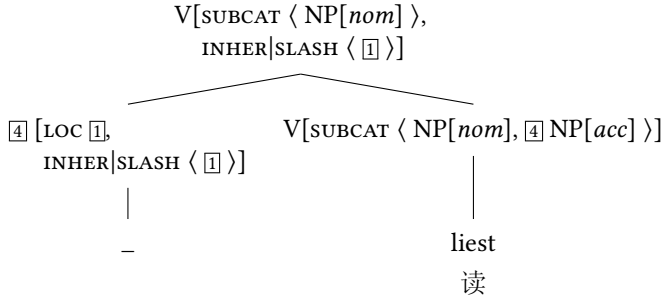 V[SUBCAT ⟨ NP[nom] ⟩,
INHER|SLASH ⟨ 1 ⟩]
4 [LOC 1, V[SUBCAT ⟨ NP[nom], 4 NP[acc] ⟩]
INHER|SLASH ⟨ 1 ⟩]
_ liest
读